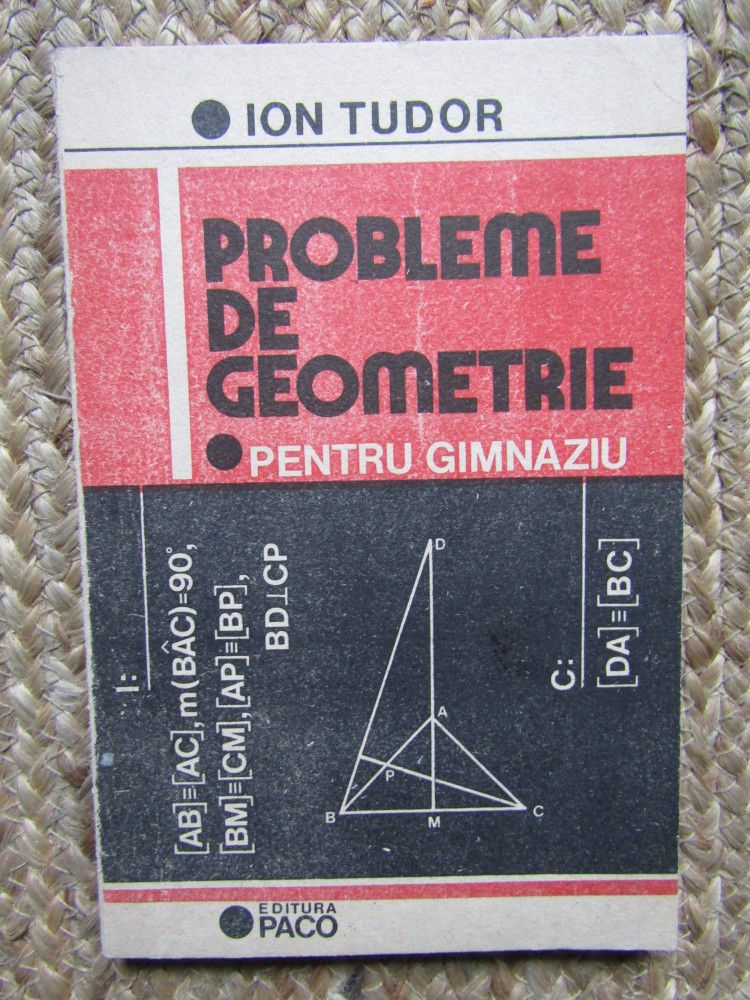 ION TUDOR
PROBLEME
DE
GEOMETRIE
PENTRU GIMNAZIU
I:
[AB]≡[AC], m(BÂC)=90°,
[BM]≡[CM], [AP]≡[BP],
BD⊥CP
D
A
P
B
M
C
C:
[DA]≡[BC]
EDITURA
PACO